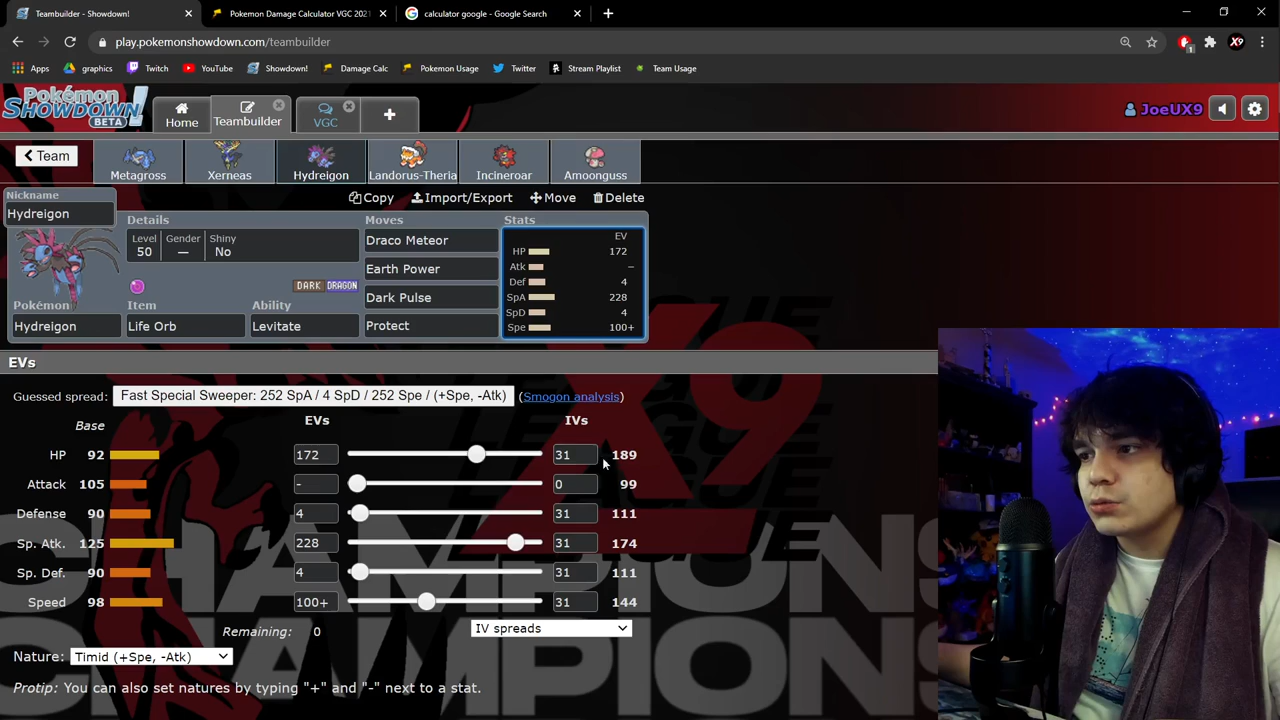 Teambuilder - Showdown!
Pokemon Damage Calculator VGC 2021
calculator google - Google Search
play.pokemonshowdown.com/teambuilder
Apps graphics Twitch YouTube Showdown! Damage Calc Pokemon Usage Twitter Stream Playlist Team Usage
Pokémon SHOWDOWN! BETA
Home Teambuilder VGC
JoeUX9
Team
Metagross Xerneas Hydreigon Landorus-Theria Incineroar Amoonguss
Copy Import/Export Move Delete
Nickname
Hydreigon
Details
Level Gender Shiny
50 — No
DARK DRAGON
Pokémon Item Ability
Hydreigon Life Orb Levitate
Moves
Draco Meteor
Earth Power
Dark Pulse
Protect
Stats
EV
HP 172
Atk –
Def 4
SpA 228
SpD 4
Spe 100+
EVs
Guessed spread: Fast Special Sweeper: 252 SpA / 4 SpD / 252 Spe / (+Spe, -Atk) (Smogon analysis)
Base EVs IVs
HP 92 172 31 189
Attack 105 - 0 99
Defense 90 4 31 111
Sp. Atk. 125 228 31 174
Sp. Def. 90 4 31 111
Speed 98 100+ 31 144
Remaining: 0 IV spreads
Nature: Timid (+Spe, -Atk)
Protip: You can also set natures by typing "+" and "-" next to a stat.
X9